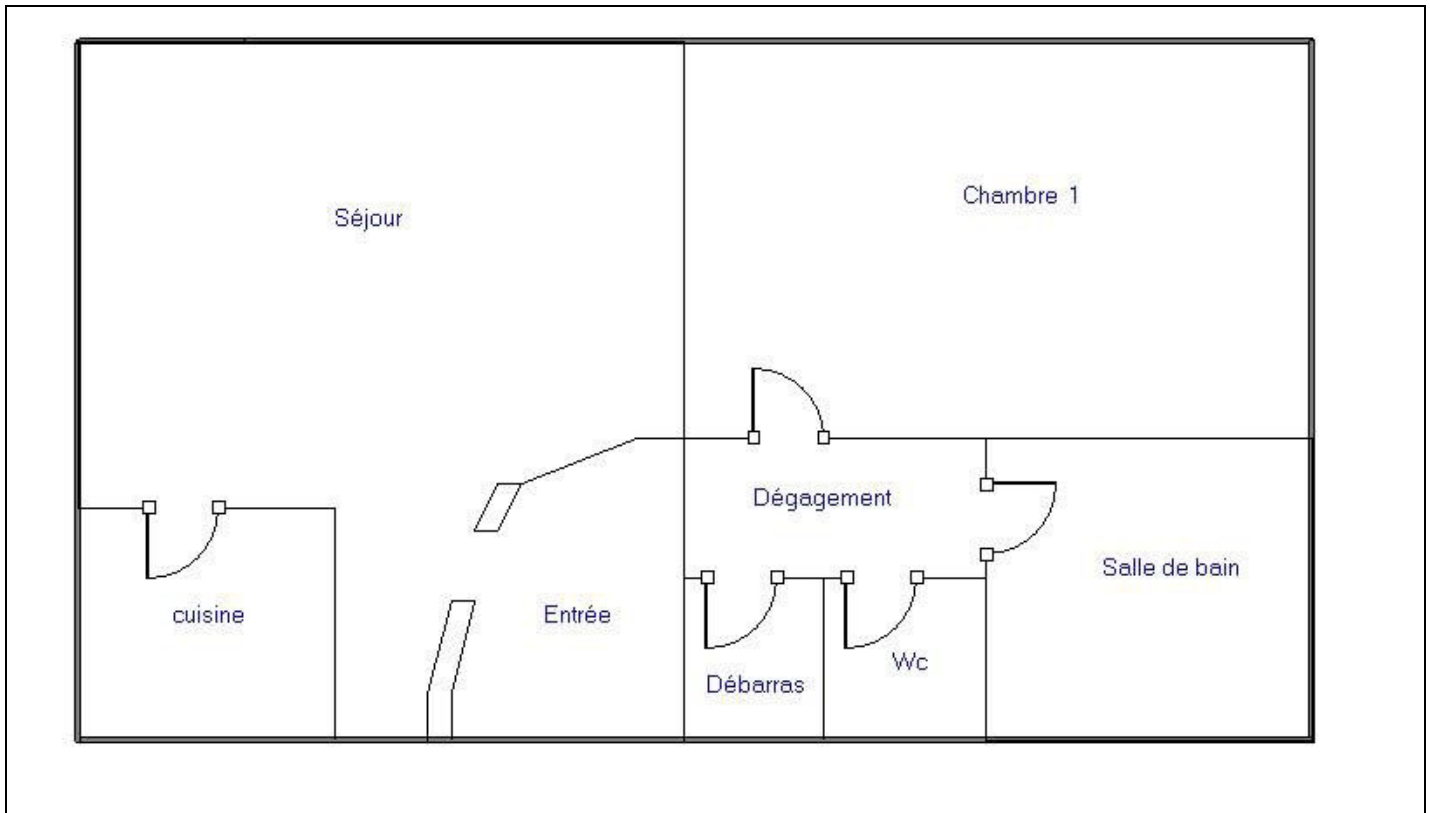 Chambre 1
Séjour
Dégagement
Salle de bain
cuisine
Entrée
Wc
Débarras